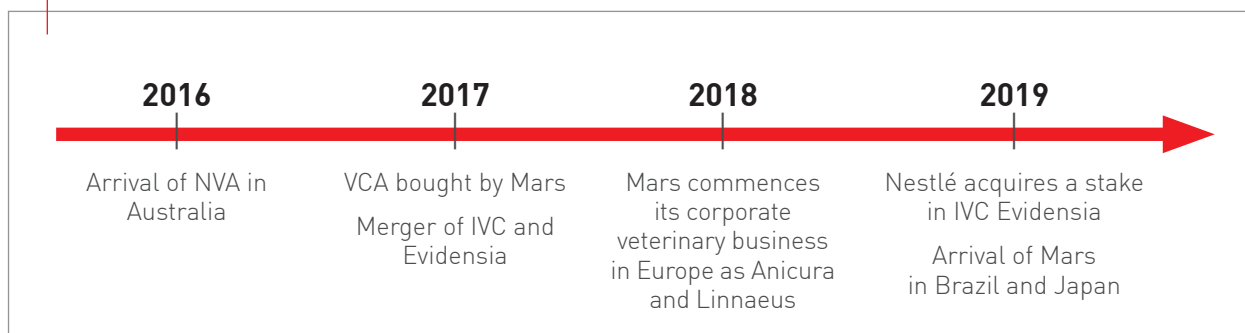 2016
2017
2018
2019
Arrival of NVA in
Australia
VCA bought by Mars
Merger of IVC and
Evidensia
Mars commences
its corporate
veterinary business
in Europe as Anicura
and Linnaeus
Nestlé acquires a stake
in IVC Evidensia
Arrival of Mars
in Brazil and Japan